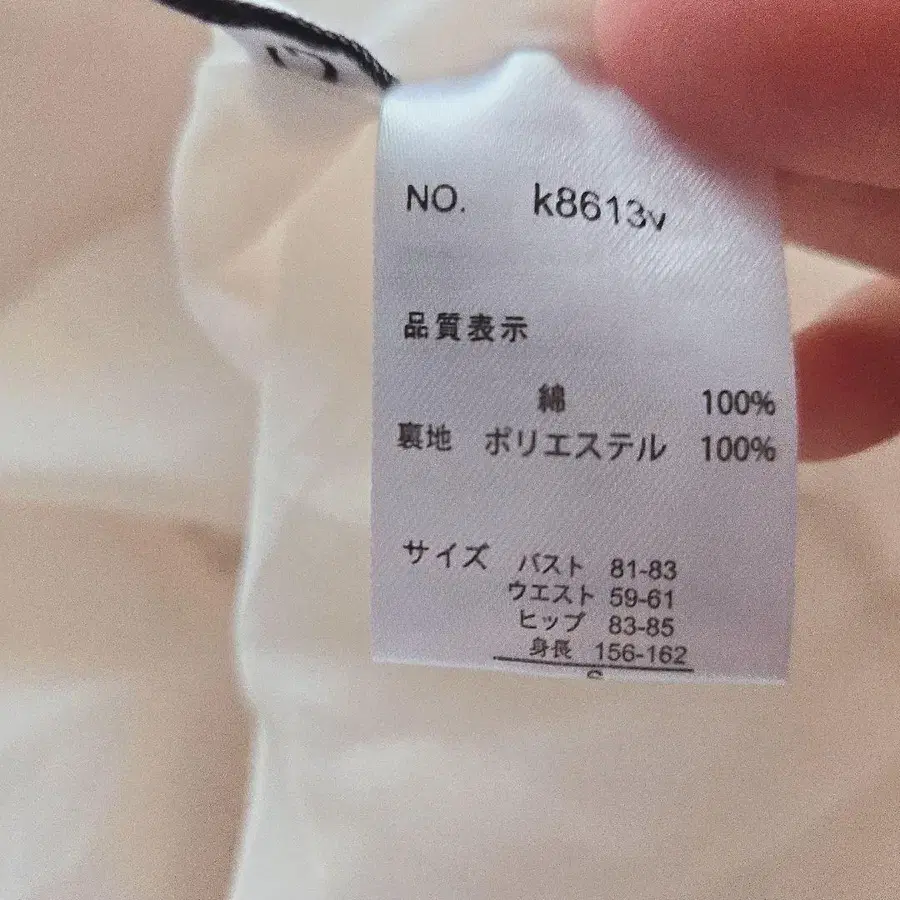 NO. k8613v
品質表示
綿 100%
裏地 ポリエステル 100%
サイズ バスト 81-83
ウエスト 59-61
ヒップ 83-85
身長 156-162